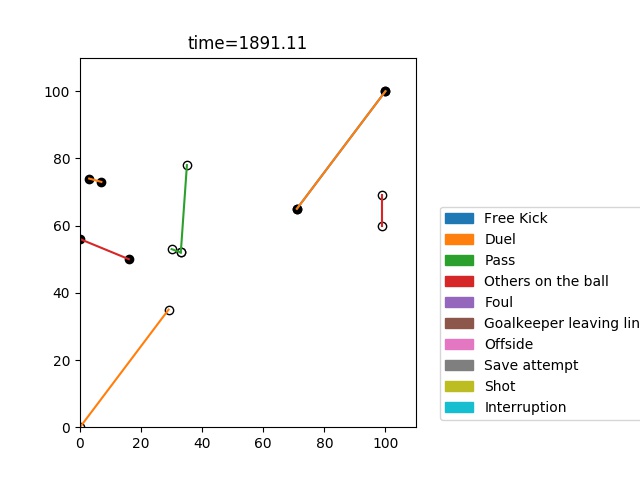 time=1891.11
100
80
60
40
20
0
0 20 40 60 80 100
Free Kick
Duel
Pass
Others on the ball
Foul
Goalkeeper leaving lin
Offside
Save attempt
Shot
Interruption